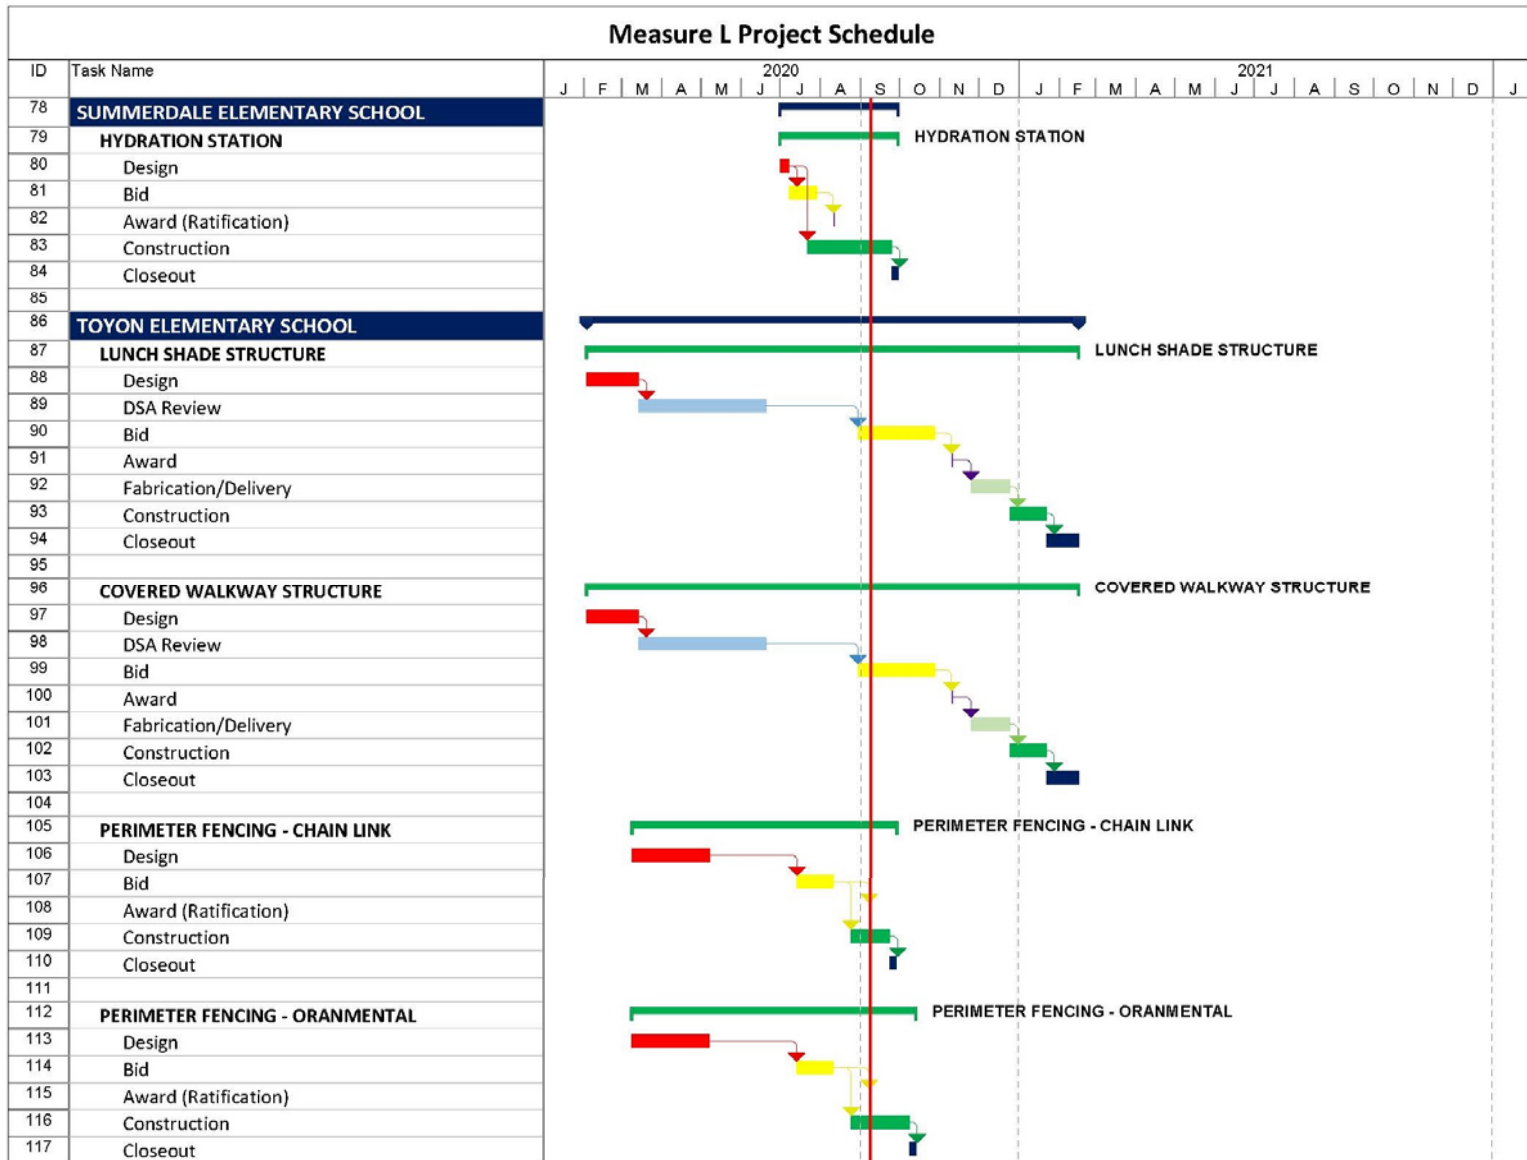 Measure L Project Schedule
ID Task Name 2020 2021
J F M A M J J A S O N D J F M A M J J A S O N D J
78 SUMMERDALE ELEMENTARY SCHOOL
79 HYDRATION STATION HYDRATION STATION
80 Design
81 Bid
82 Award (Ratification)
83 Construction
84 Closeout
85
86 TOYON ELEMENTARY SCHOOL
87 LUNCH SHADE STRUCTURE LUNCH SHADE STRUCTURE
88 Design
89 DSA Review
90 Bid
91 Award
92 Fabrication/Delivery
93 Construction
94 Closeout
95
96 COVERED WALKWAY STRUCTURE COVERED WALKWAY STRUCTURE
97 Design
98 DSA Review
99 Bid
100 Award
101 Fabrication/Delivery
102 Construction
103 Closeout
104
105 PERIMETER FENCING - CHAIN LINK PERIMETER FENCING - CHAIN LINK
106 Design
107 Bid
108 Award (Ratification)
109 Construction
110 Closeout
111
112 PERIMETER FENCING - ORANMENTAL PERIMETER FENCING - ORANMENTAL
113 Design
114 Bid
115 Award (Ratification)
116 Construction
117 Closeout